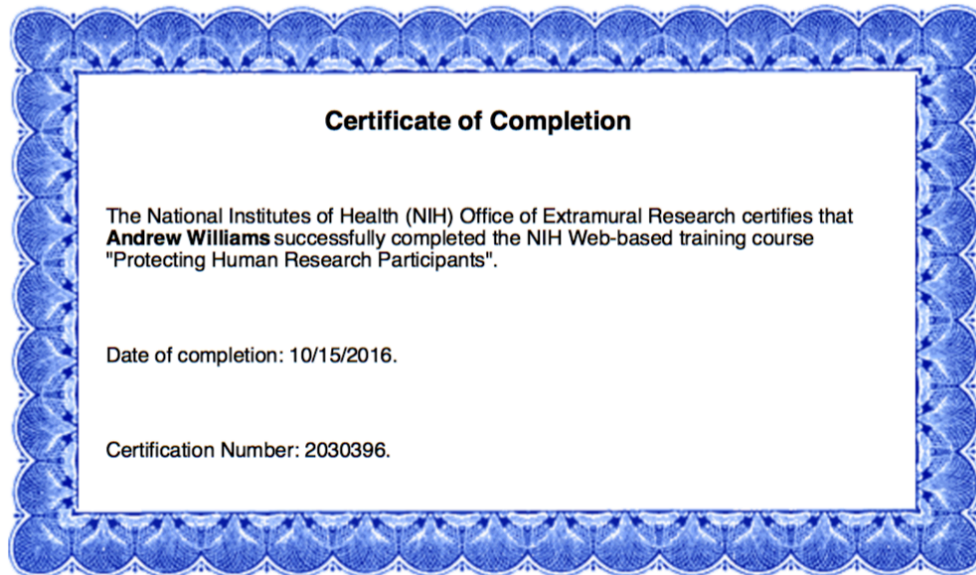 Certificate of Completion
The National Institutes of Health (NIH) Office of Extramural Research certifies that
Andrew Williams successfully completed the NIH Web-based training course
"Protecting Human Research Participants".
Date of completion: 10/15/2016.
Certification Number: 2030396.